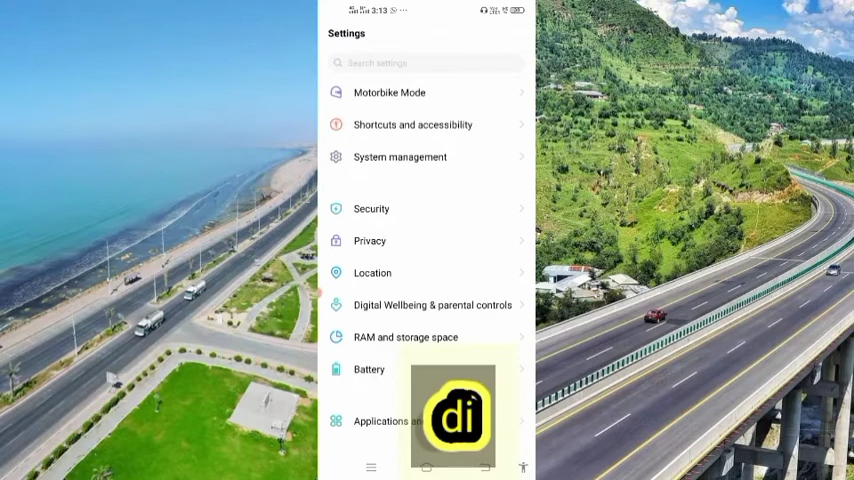 3:13
Settings
Search settings
Motorbike Mode
Shortcuts and accessibility
System management
Security
Privacy
Location
Digital Wellbeing & parental controls
RAM and storage space
Battery
Applications an
di